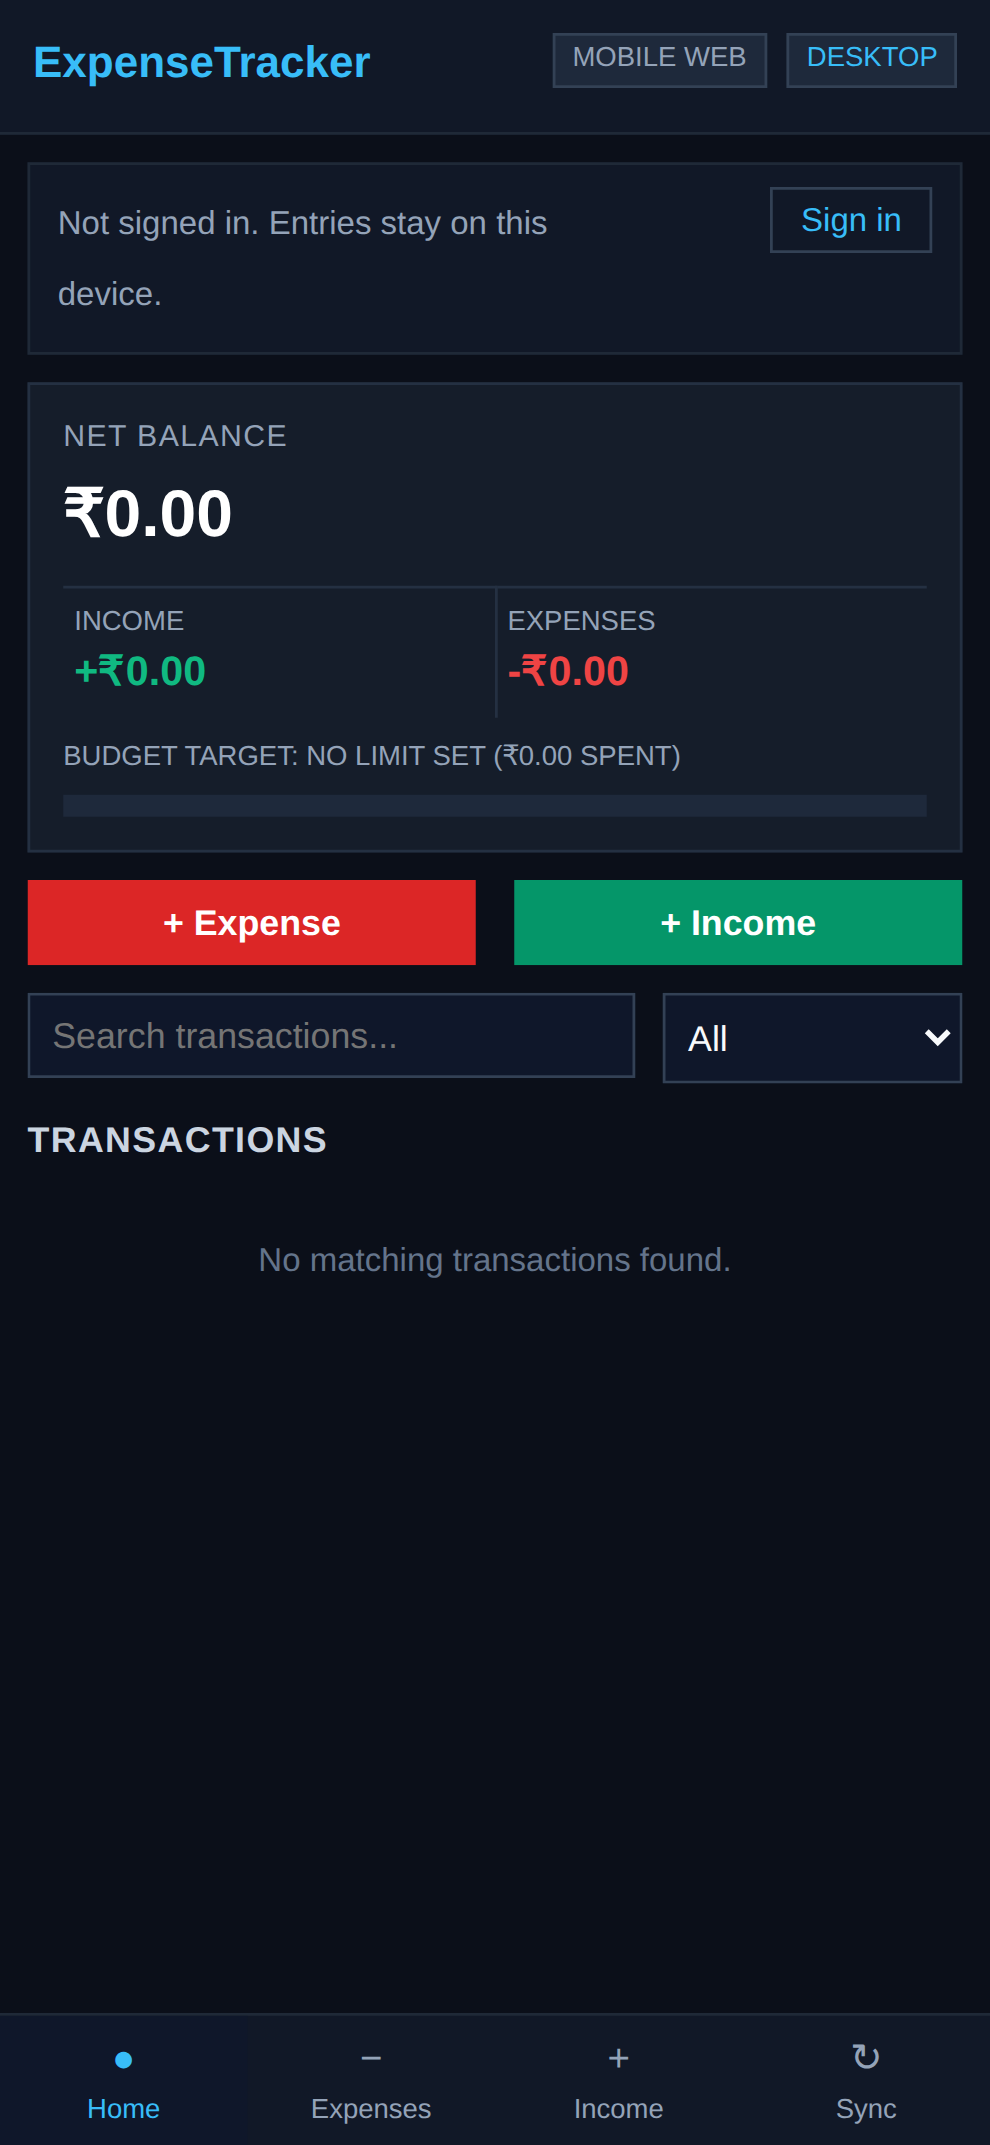 ExpenseTracker
MOBILE WEB
DESKTOP
Not signed in. Entries stay on this
device.
Sign in
NET BALANCE
₹0.00
INCOME
+₹0.00
EXPENSES
-₹0.00
BUDGET TARGET: NO LIMIT SET (₹0.00 SPENT)
+ Expense
+ Income
Search transactions...
All
TRANSACTIONS
No matching transactions found.
Home
− Expenses
+ Income
↻ Sync